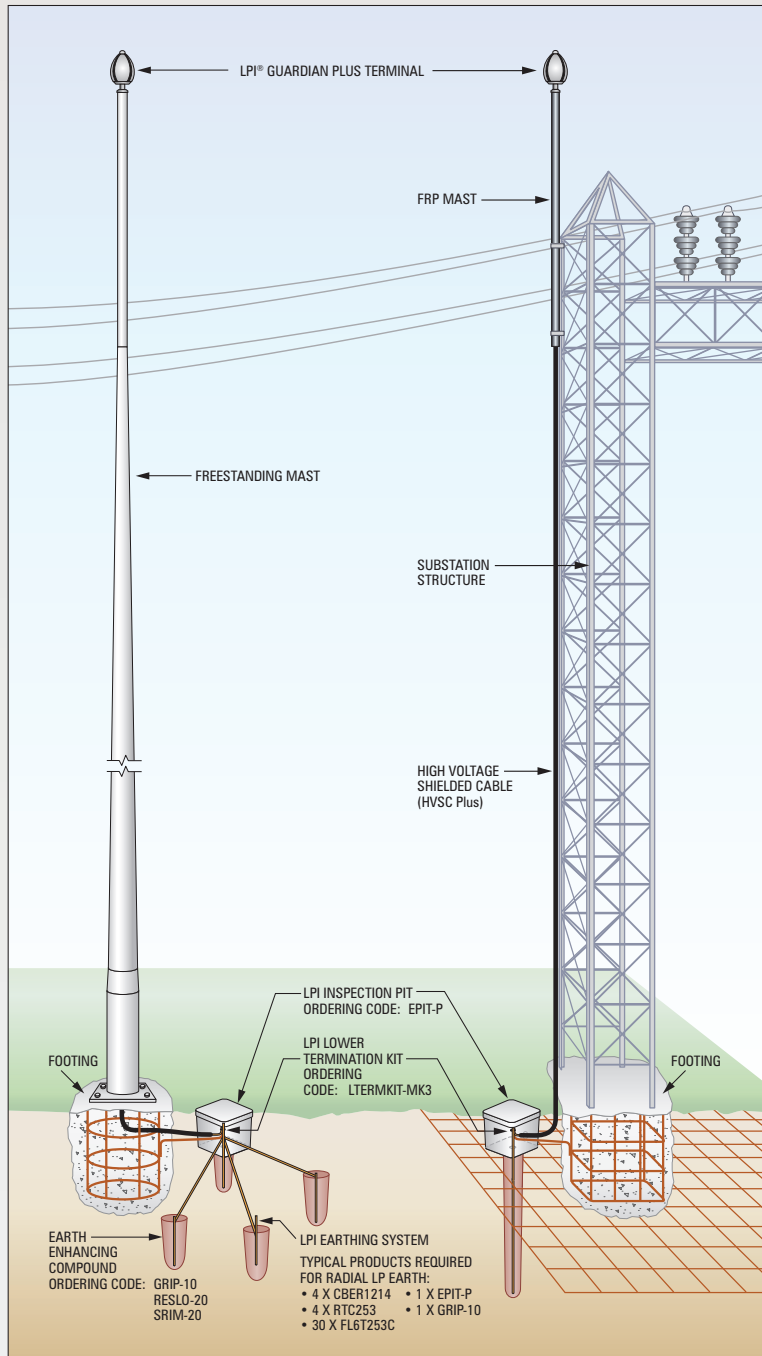 LPI® GUARDIAN PLUS TERMINAL
FRP MAST
FREESTANDING MAST
SUBSTATION
STRUCTURE
HIGH VOLTAGE
SHIELDED CABLE
(HVSC Plus)
LPI INSPECTION PIT
ORDERING CODE: EPIT-P
LPI LOWER
TERMINATION KIT
ORDERING
CODE: LTERMKIT-MK3
FOOTING
FOOTING
EARTH
ENHANCING
COMPOUND
ORDERING CODE: GRIP-10
RESLO-20
SRIM-20
LPI EARTHING SYSTEM
TYPICAL PRODUCTS REQUIRED
FOR RADIAL LP EARTH:
• 4 X CBER1214 • 1 X EPIT-P
• 4 X RTC253 • 1 X GRIP-10
• 30 X FL6T253C